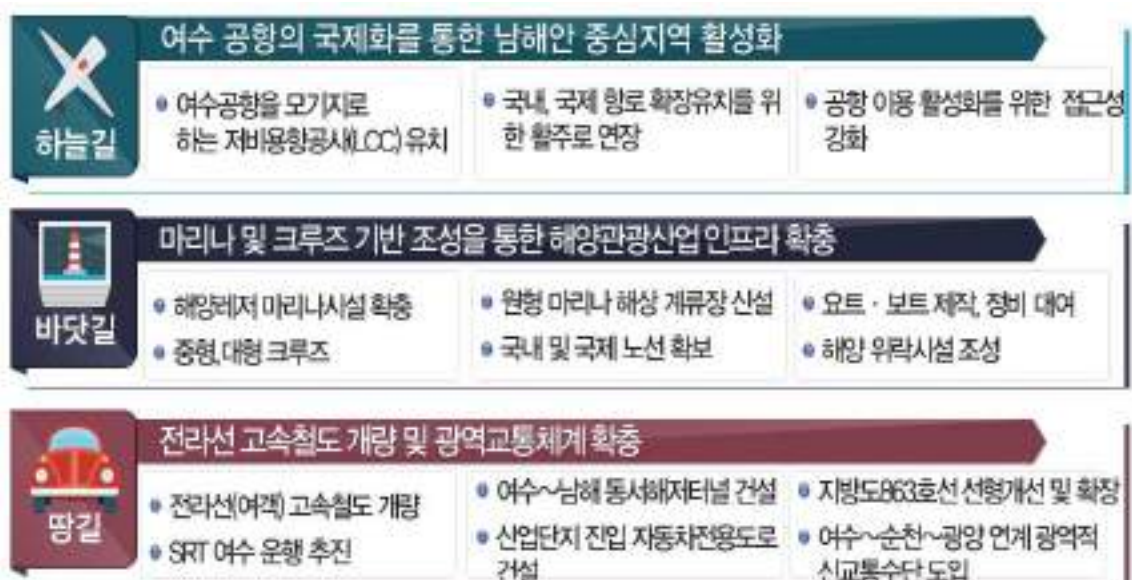 하늘길
여수 공항의 국제화를 통한 남해안 중심지역 활성화
여수공항을 모기지로
하는 저비용항공사(LCC) 유치
국내, 국제 항로 확장유치를 위
한 활주로 연장
공항 이용 활성화를 위한 접근성
강화
바닷길
마리나 및 크루즈 기반 조성을 통한 해양관광산업 인프라 확충
해양레저 마리나시설 확충
중형,대형 크루즈
원형 마리나 해상 계류장 신설
국내 및 국제 노선 확보
요트 · 보트 제작, 정비 대여
해양 위락시설 조성
땅길
전라선 고속철도 개량 및 광역교통체계 확충
전라선(여객) 고속철도 개량
SRT 여수 운행 추진
여수~남해 동서해저터널 건설
산업단지 진입 자동차전용도로
건설
지방도863호선 선형개선 및 확장
여수~순천~광양 연계 광역적
신교통수단 도입